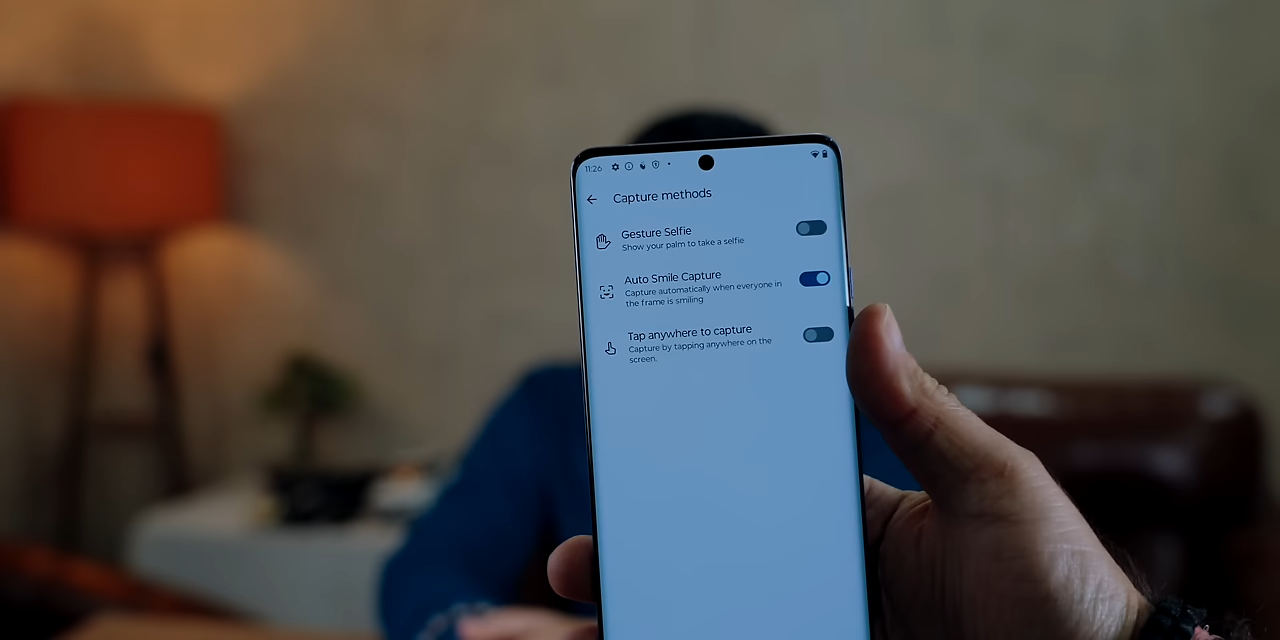 11:26
Capture methods
Gesture Selfie
Show your palm to take a selfie
Auto Smile Capture
Capture automatically when everyone in
the frame is smiling
Tap anywhere to capture
Capture by tapping anywhere on the
screen.